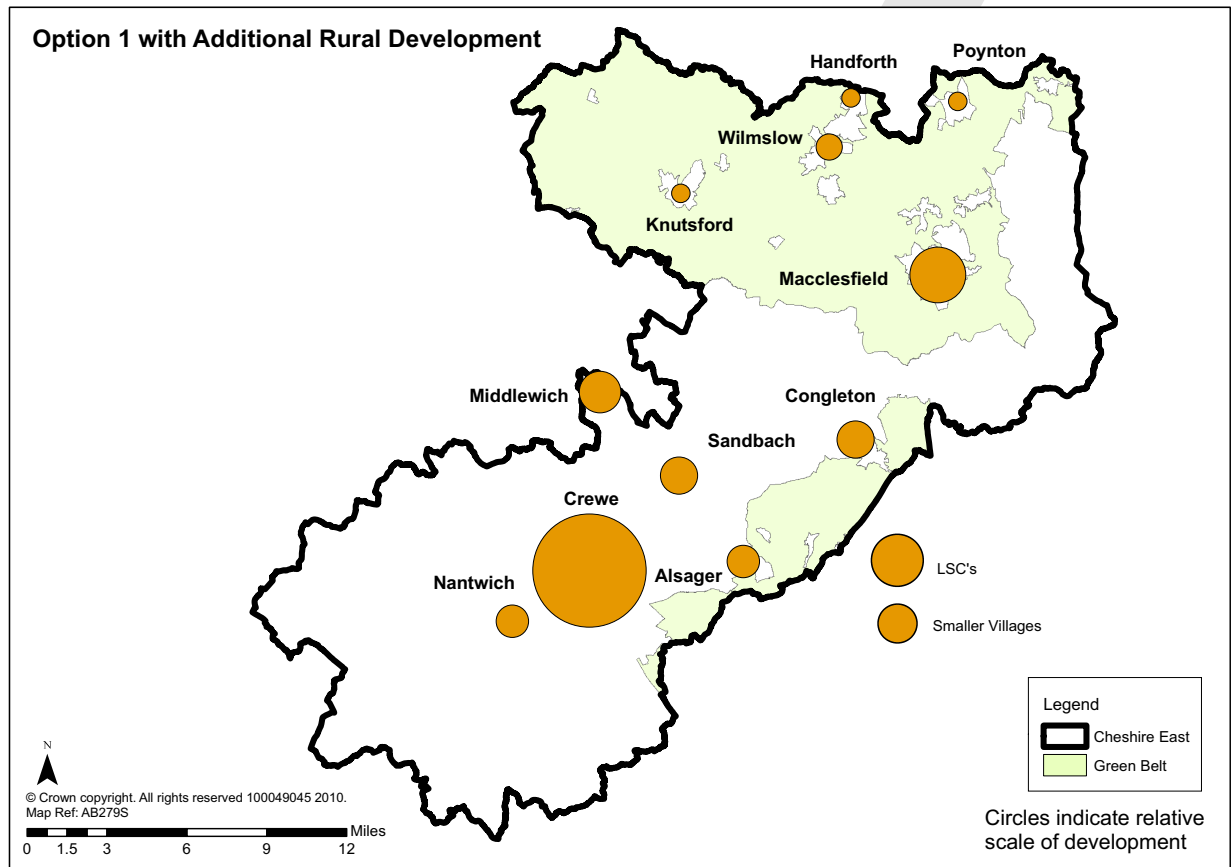 Option 1 with Additional Rural Development
Handforth
Poynton
Wilmslow
Knutsford
Macclesfield
Middlewich
Congleton
Sandbach
Crewe
Alsager
Nantwich
LSC's
Smaller Villages
Legend
Cheshire East
Green Belt
N
© Crown copyright. All rights reserved 100049045 2010.
Map Ref: AB279S
Miles
0 1.5 3 6 9 12
Circles indicate relative
scale of development